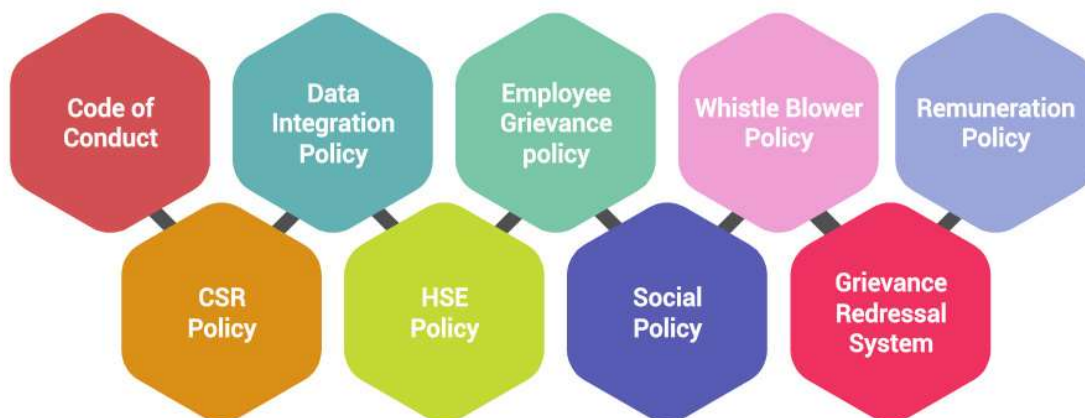 Code of
Conduct
Data
Integration
Policy
Employee
Grievance
policy
Whistle Blower
Policy
Remuneration
Policy
CSR
Policy
HSE
Policy
Social
Policy
Grievance
Redressal
System